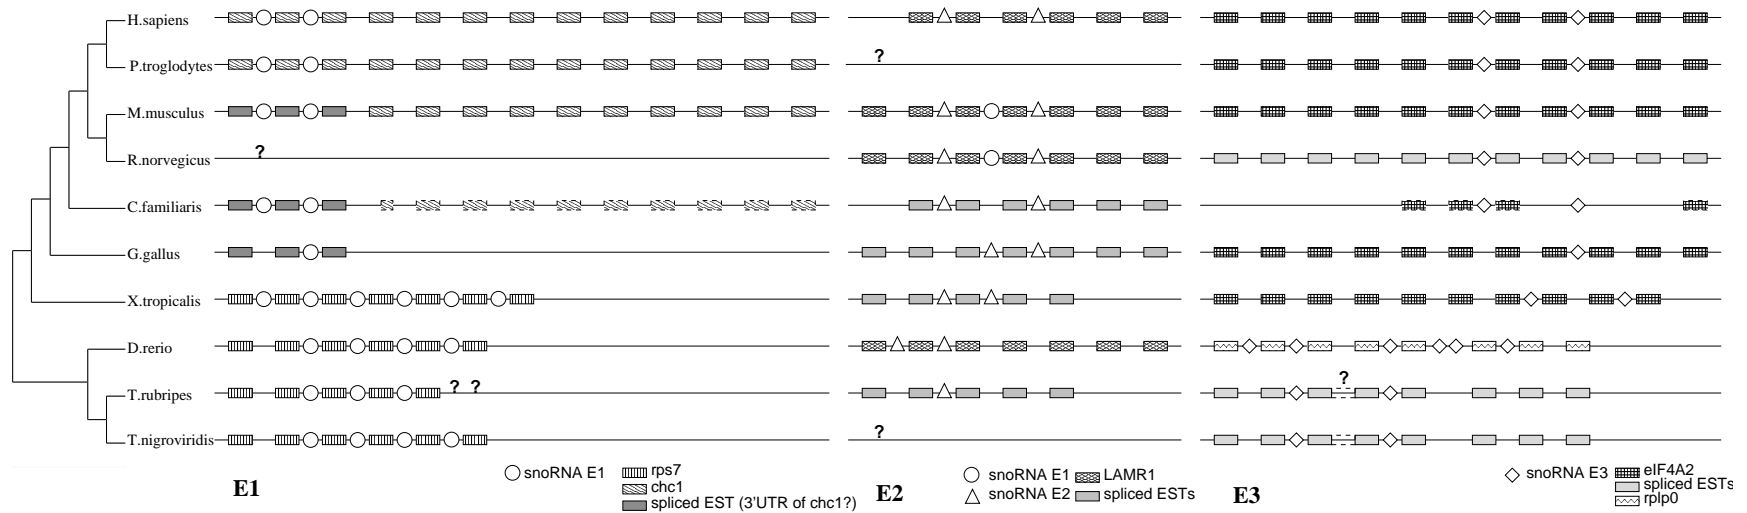 H.sapiens
?
P.troglodytes
M.musculus
?
R.norvegicus
C.familiaris
G.gallus
X.tropicalis
D.rerio
? ?
?
T.rubripes
?
T.nigroviridis
E1
snoRNA E1
rps7
chc1
spliced EST (3'UTR of chc1?)
E2
snoRNA E1
snoRNA E2
LAMR1
spliced ESTs
E3
snoRNA E3
eIF4A2
spliced ESTs
rplp0